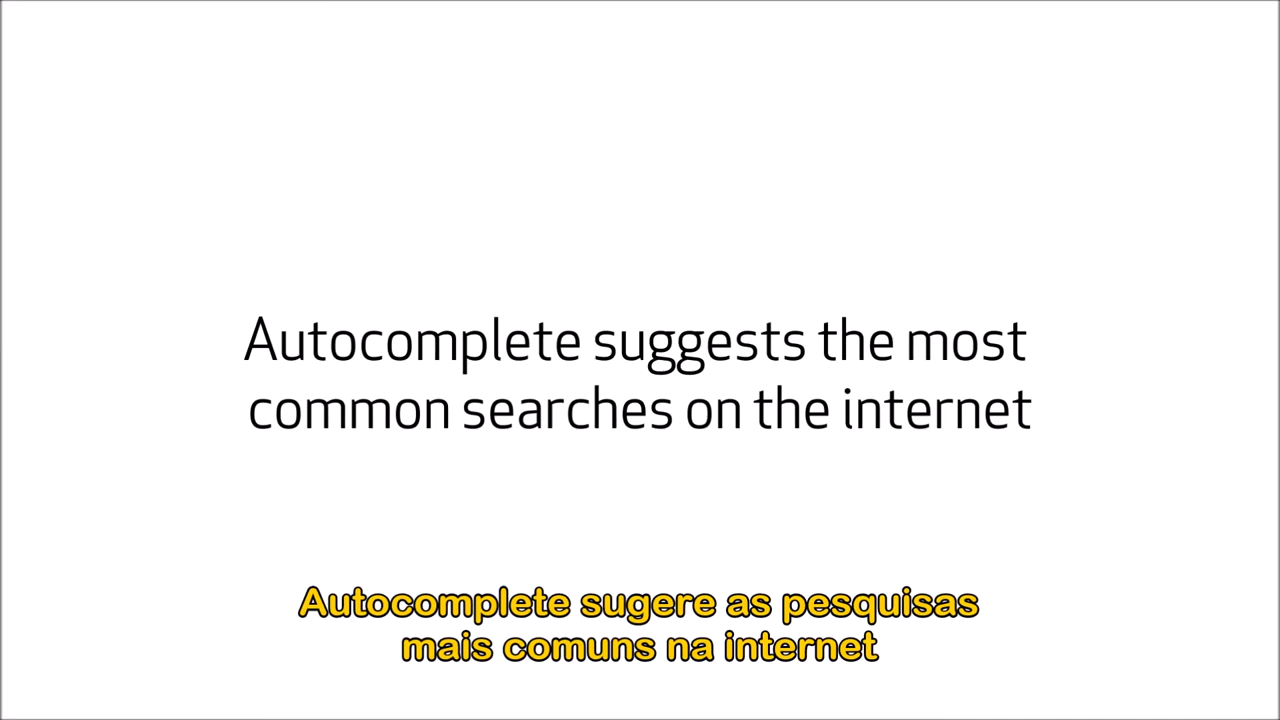 Autocomplete suggests the most
common searches on the internet
Autocomplete sugere as pesquisas
mais comuns na internet